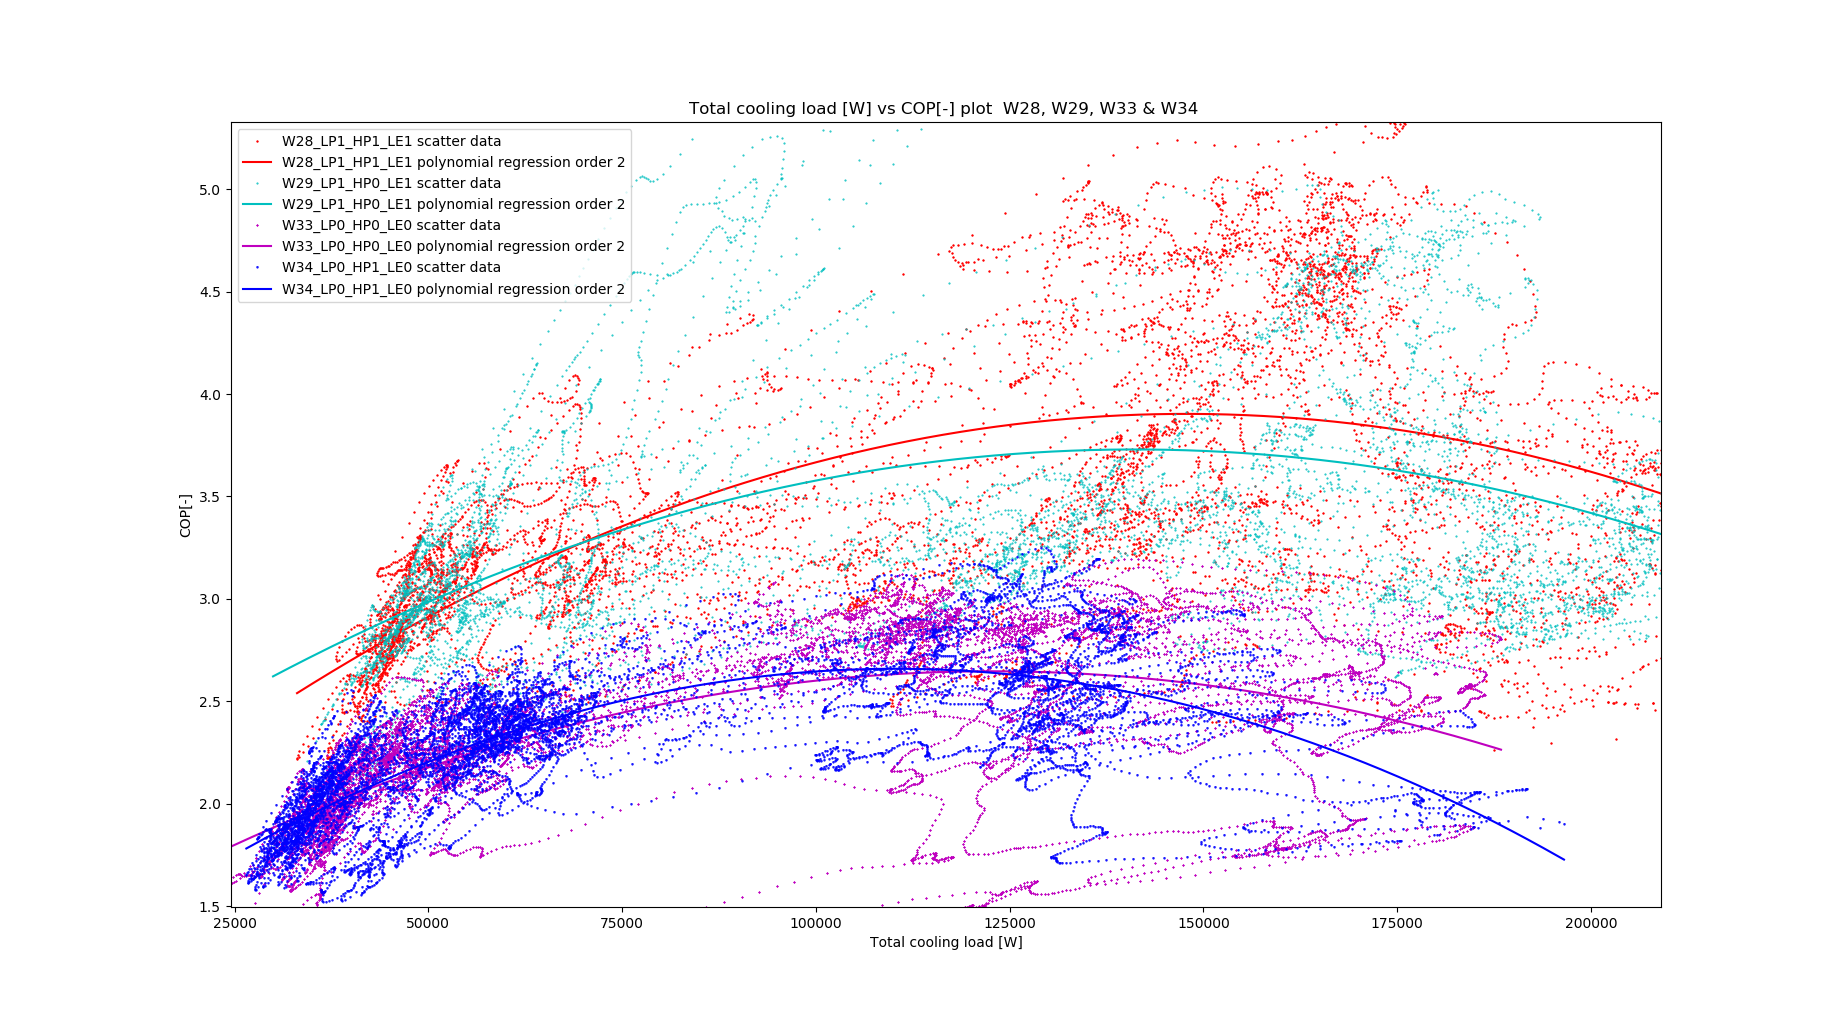 Total cooling load [W] vs COP[-] plot  W28, W29, W33 & W34
W28_LP1_HP1_LE1 scatter data
W28_LP1_HP1_LE1 polynomial regression order 2
W29_LP1_HP0_LE1 scatter data
W29_LP1_HP0_LE1 polynomial regression order 2
W33_LP0_HP0_LE0 scatter data
W33_LP0_HP0_LE0 polynomial regression order 2
W34_LP0_HP1_LE0 scatter data
W34_LP0_HP1_LE0 polynomial regression order 2
COP[-]
5.0
4.5
4.0
3.5
3.0
2.5
2.0
1.5
25000 50000 75000 100000 125000 150000 175000 200000
Total cooling load [W]